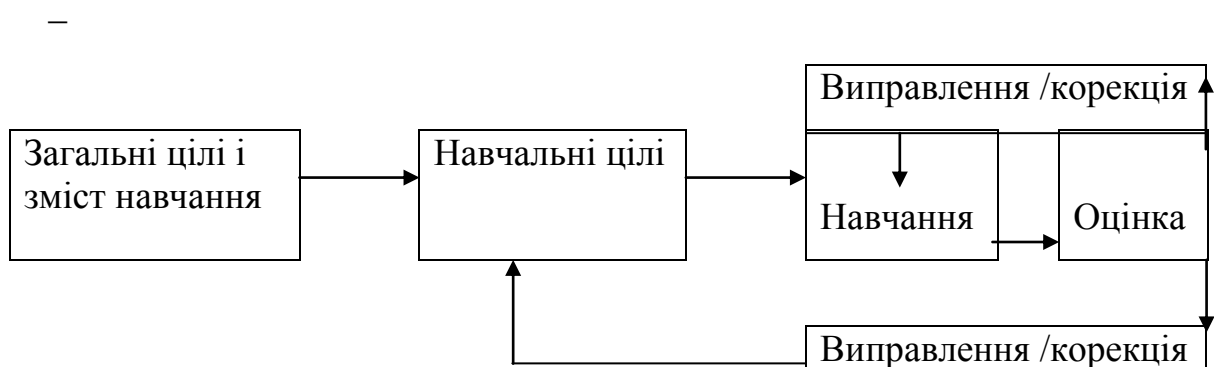 –
Виправлення /корекція
Загальні цілі і
зміст навчання
Навчальні цілі
Навчання
Оцінка
Виправлення /корекція